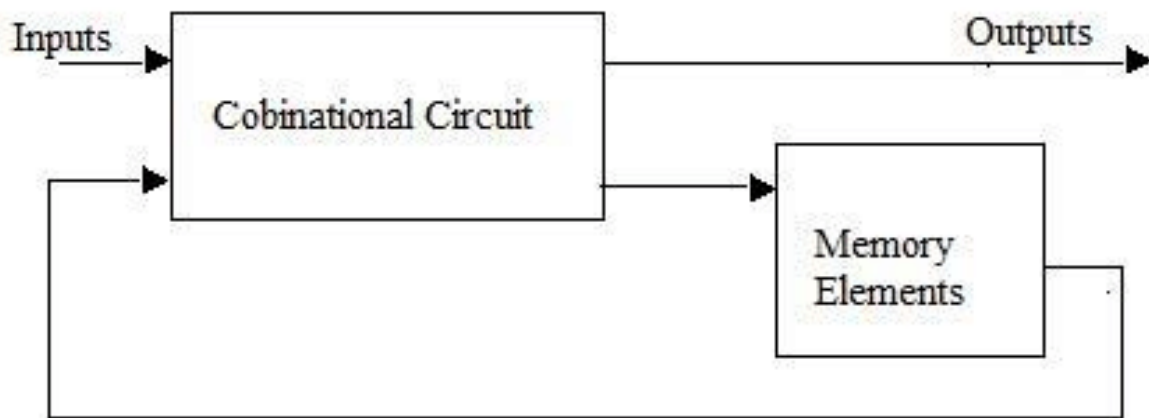 Inputs
Outputs
Cobinational Circuit
Memory
Elements